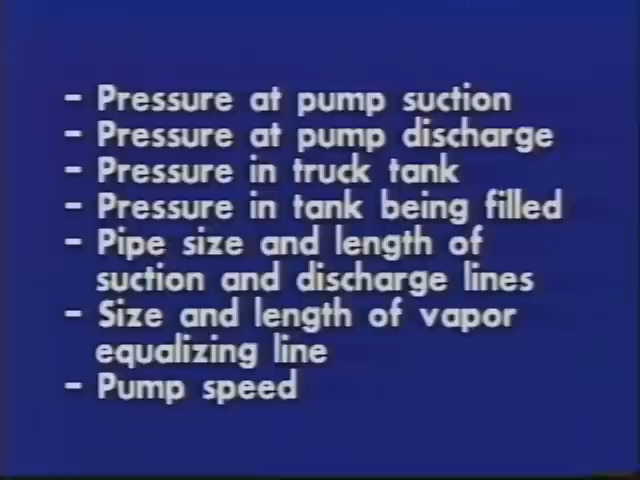 - Pressure at pump suction
- Pressure at pump discharge
- Pressure in truck tank
- Pressure in tank being filled
- Pipe size and length of
suction and discharge lines
- Size and length of vapor
equalizing line
- Pump speed